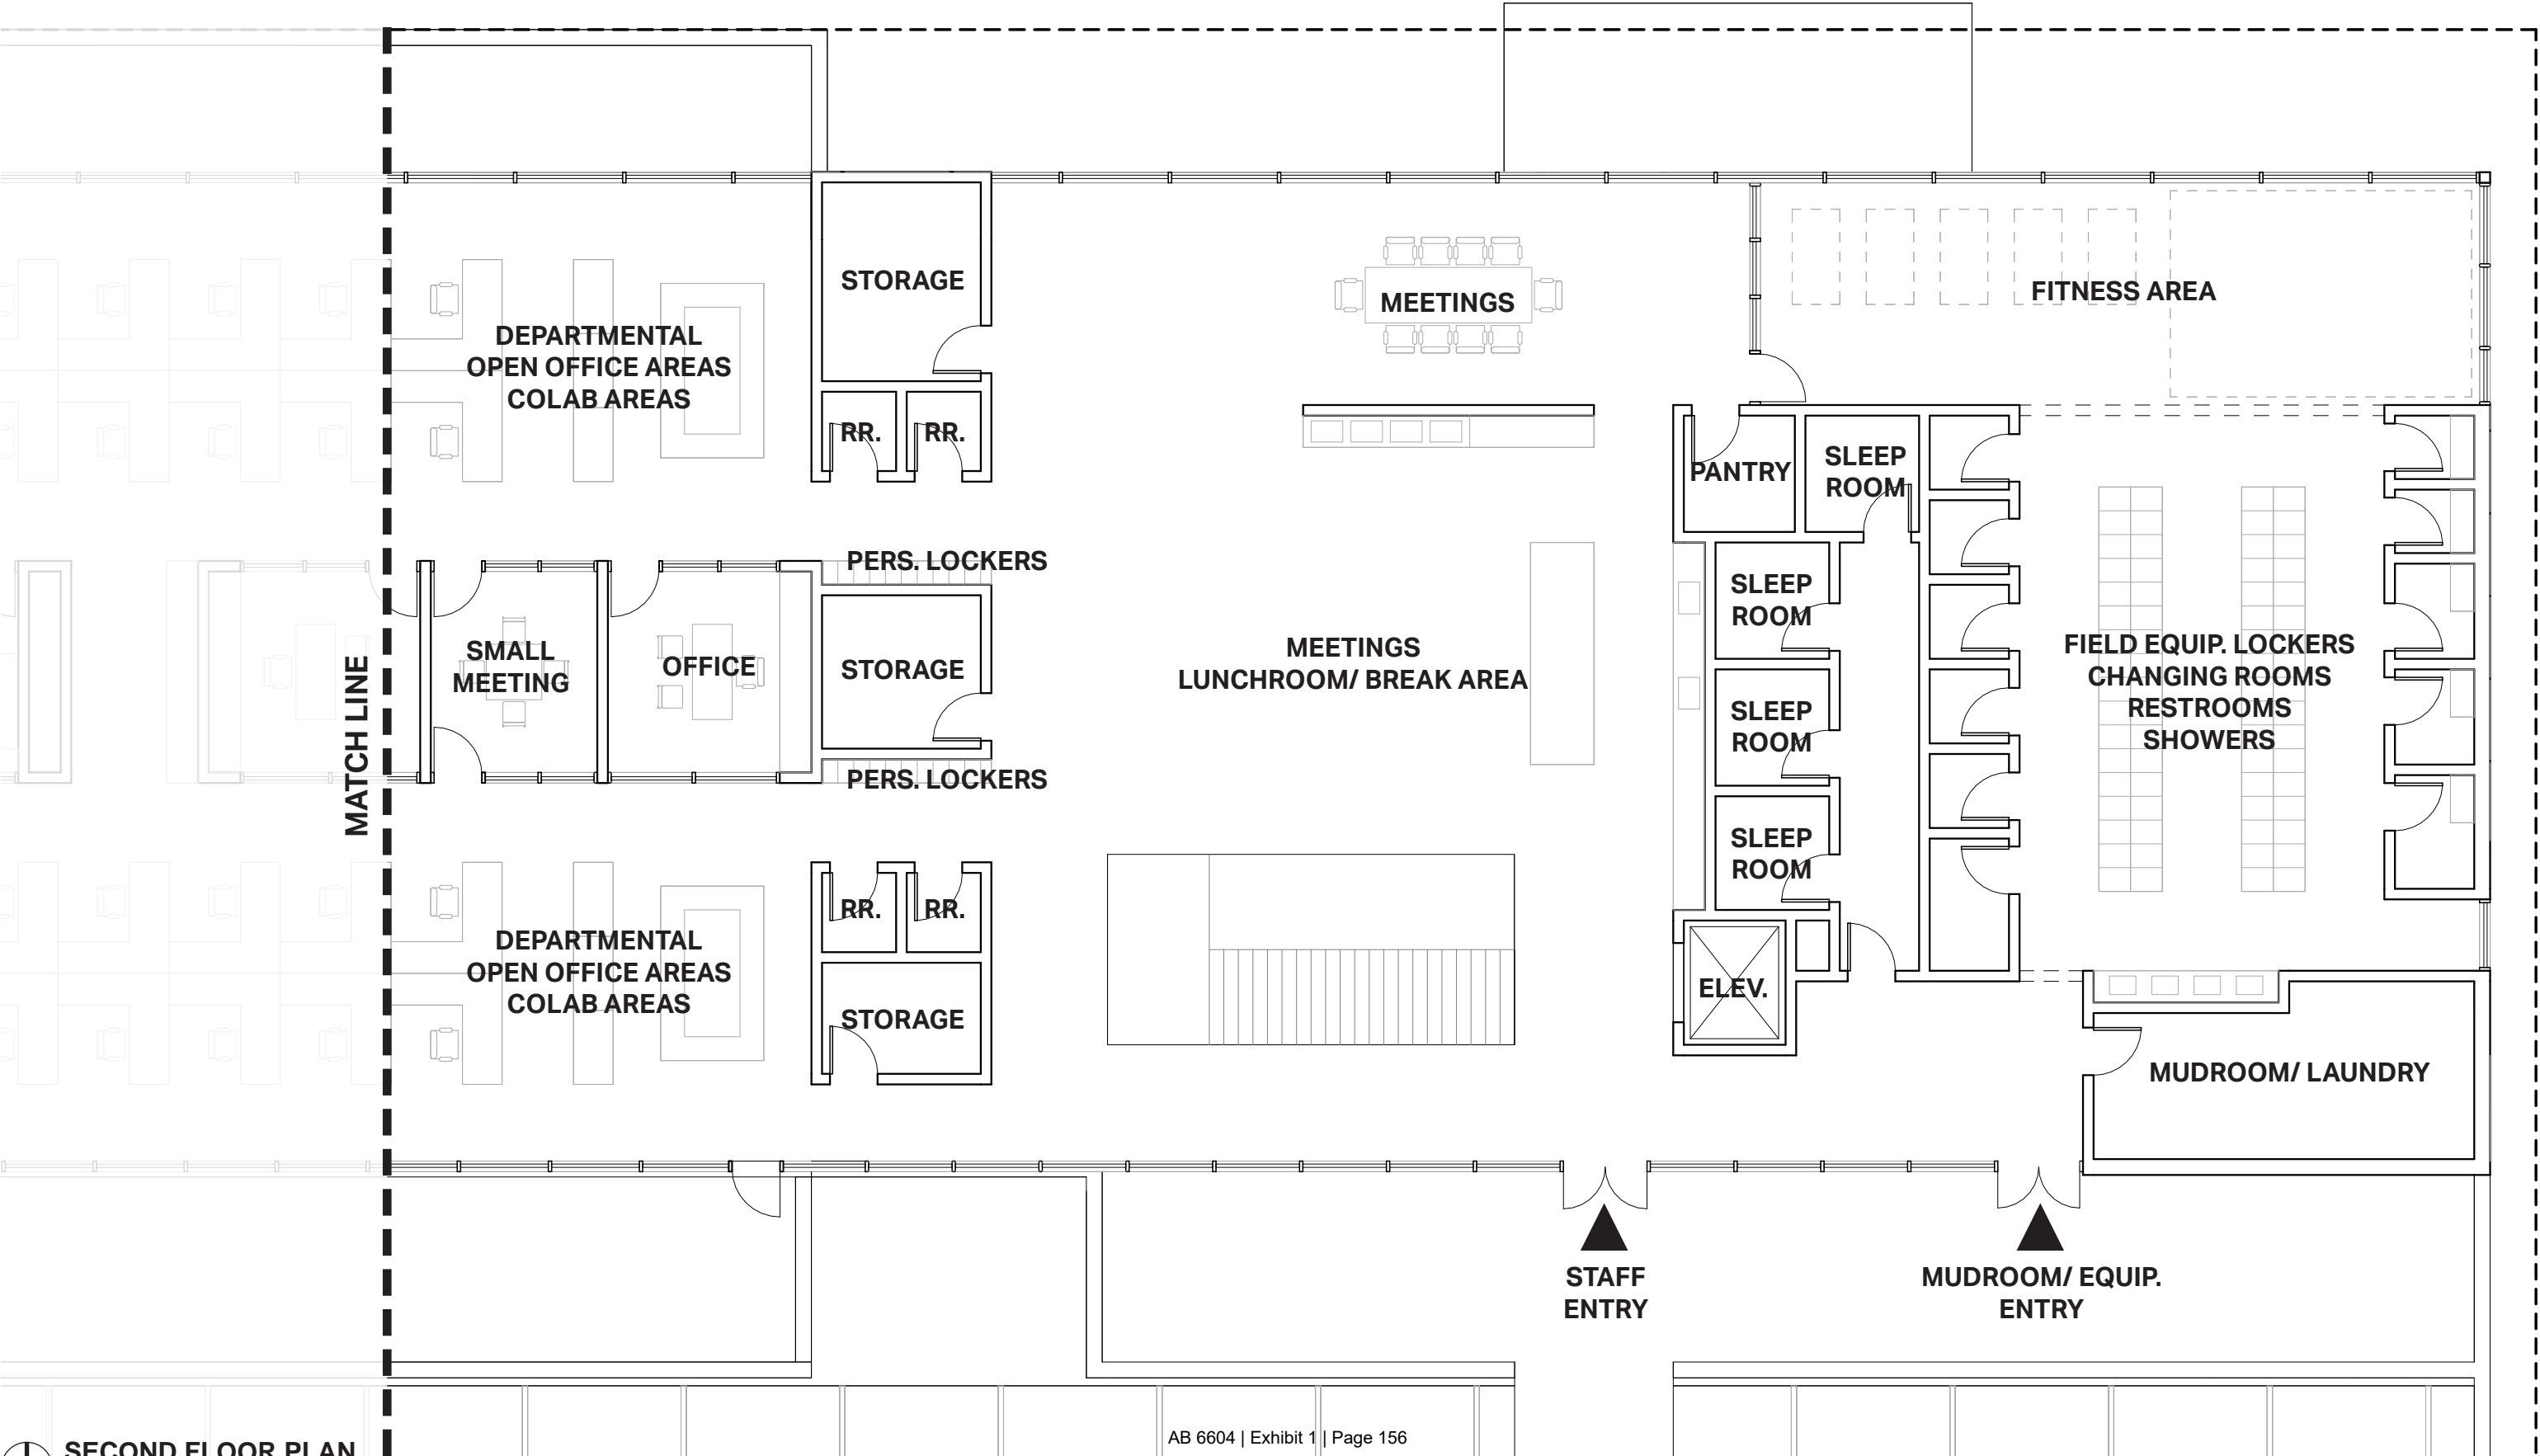 STORAGE
MEETINGS
FITNESS AREA
DEPARTMENTAL
OPEN OFFICE AREAS
COLAB AREAS
RR.
RR.
PANTRY
SLEEP
ROOM
PERS. LOCKERS
SLEEP
ROOM
SMALL
MEETING
OFFICE
STORAGE
MEETINGS
LUNCHROOM/ BREAK AREA
FIELD EQUIP. LOCKERS
CHANGING ROOMS
RESTROOMS
SHOWERS
MATCH LINE
SLEEP
ROOM
PERS. LOCKERS
SLEEP
ROOM
RR.
RR.
DEPARTMENTAL
OPEN OFFICE AREAS
COLAB AREAS
STORAGE
ELEV.
MUDROOM/ LAUNDRY
STAFF
ENTRY
MUDROOM/ EQUIP.
ENTRY
SECOND FLOOR PLAN
AB 6604 | Exhibit 1 | Page 156